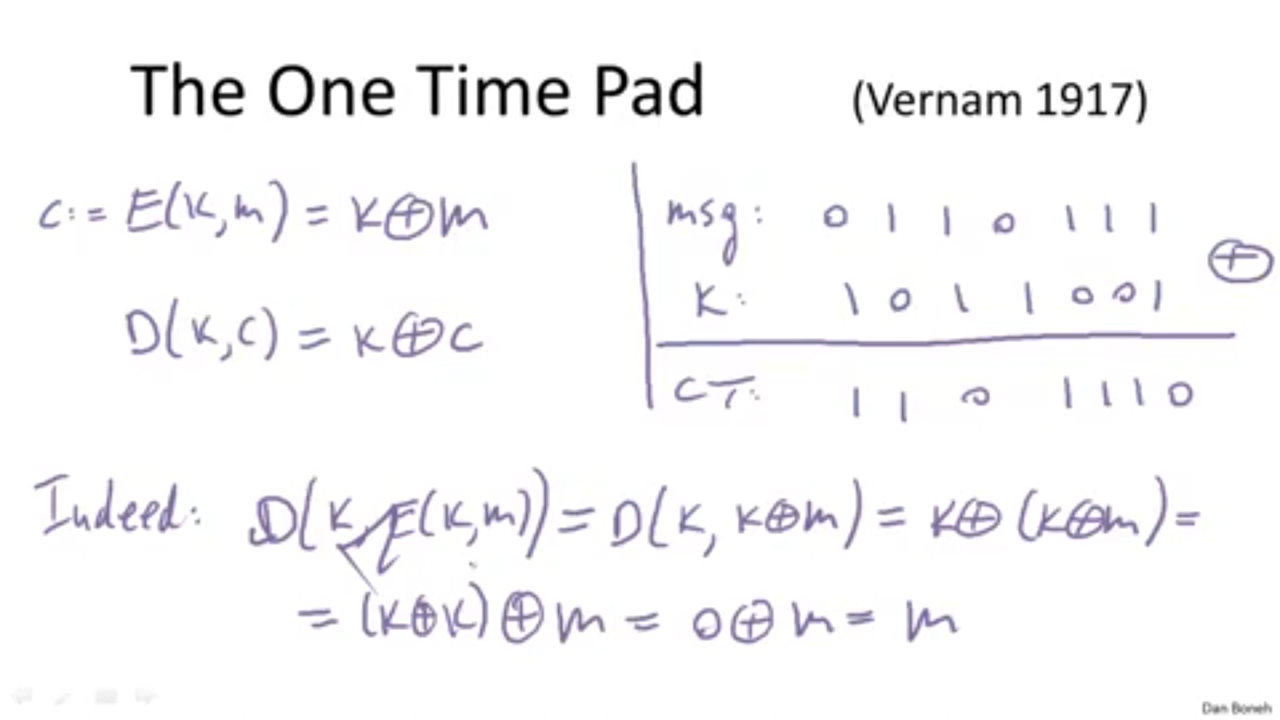 The One Time Pad (Vernam 1917)
C := E(K,m) = K⊕m
D(K,C) = K⊕C
msg: 0 1 1 0 1 1 1
K: 1 0 1 1 0 0 1
⊕
CT: 1 1 0 1 1 1 0
Indeed: D(K, E(K,m)) = D(K, K⊕m) = K⊕(K⊕m) =
= (K⊕K)⊕m = 0⊕m = m
Dan Boneh